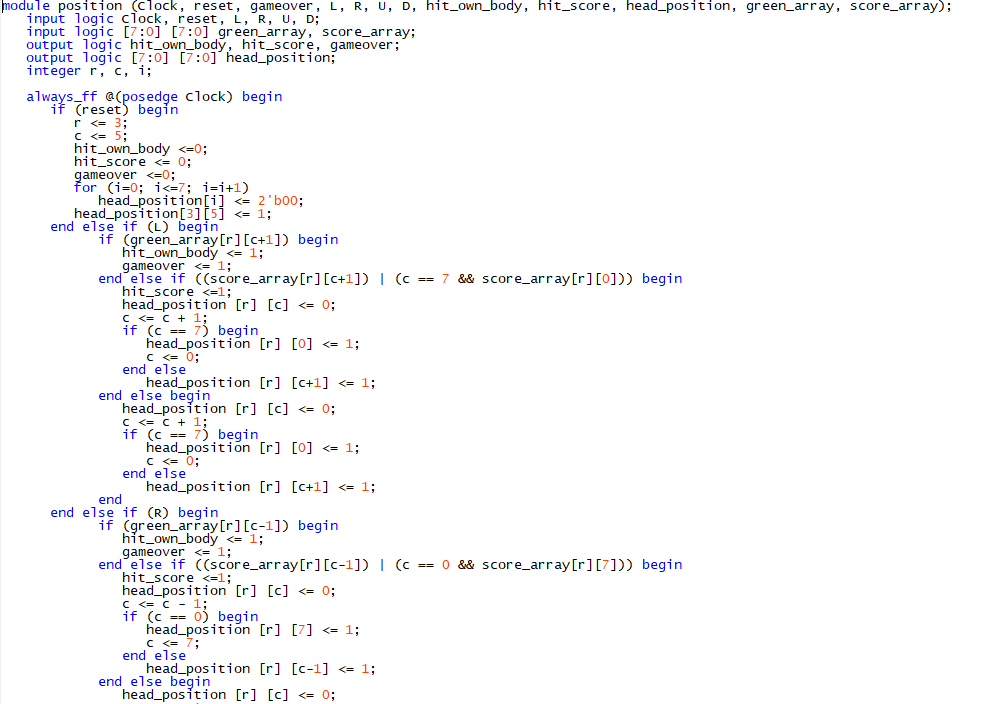 module position (Clock, reset, gameover, L, R, U, D, hit_own_body, hit_score, head_position, green_array, score_array);
   input logic Clock, reset, L, R, U, D;
   input logic [7:0] [7:0] green_array, score_array;
   output logic hit_own_body, hit_score, gameover;
   output logic [7:0] [7:0] head_position;
   integer r, c, i;

   always_ff @(posedge Clock) begin
      if (reset) begin
         r <= 3;
         c <= 5;
         hit_own_body <=0;
         hit_score <= 0;
         gameover <=0;
         for (i=0; i<=7; i=i+1)
            head_position[i] <= 2'b00;
         head_position[3][5] <= 1;
      end else if (L) begin
            if (green_array[r][c+1]) begin
               hit_own_body <= 1;
               gameover <= 1;
            end else if ((score_array[r][c+1]) | (c == 7 && score_array[r][0])) begin
               hit_score <=1;
               head_position [r] [c] <= 0;
               c <= c + 1;
               if (c == 7) begin
                  head_position [r] [0] <= 1;
                  c <= 0;
               end else
                  head_position [r] [c+1] <= 1;
            end else begin
               head_position [r] [c] <= 0;
               c <= c + 1;
               if (c == 7) begin
                  head_position [r] [0] <= 1;
                  c <= 0;
               end else
                  head_position [r] [c+1] <= 1;
            end
      end else if (R) begin
            if (green_array[r][c-1]) begin
               hit_own_body <= 1;
               gameover <= 1;
            end else if ((score_array[r][c-1]) | (c == 0 && score_array[r][7])) begin
               hit_score <=1;
               head_position [r] [c] <= 0;
               c <= c - 1;
               if (c == 0) begin
                  head_position [r] [7] <= 1;
                  c <= 7;
               end else
                  head_position [r] [c-1] <= 1;
            end else begin
               head_position [r] [c] <= 0;